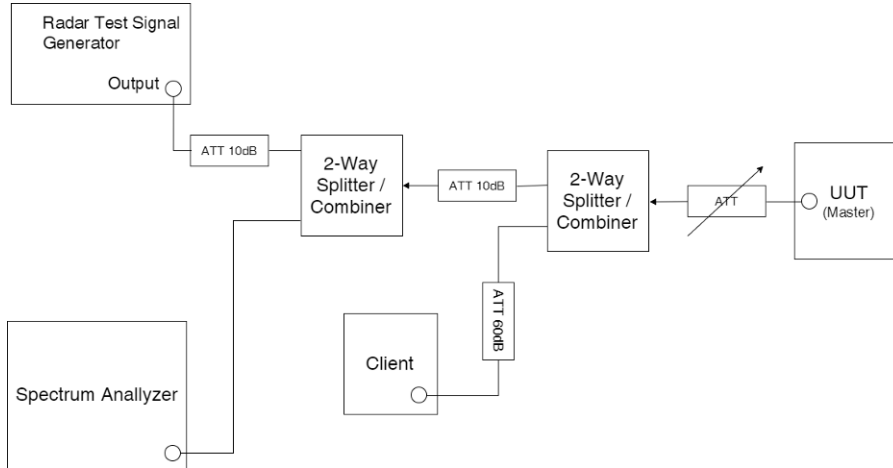 Radar Test Signal
Generator
Output
ATT 10dB
2-Way
Splitter /
Combiner
ATT 10dB
2-Way
Splitter /
Combiner
ATT
UUT
(Master)
ATT 60dB
Client
Spectrum Anallyzer